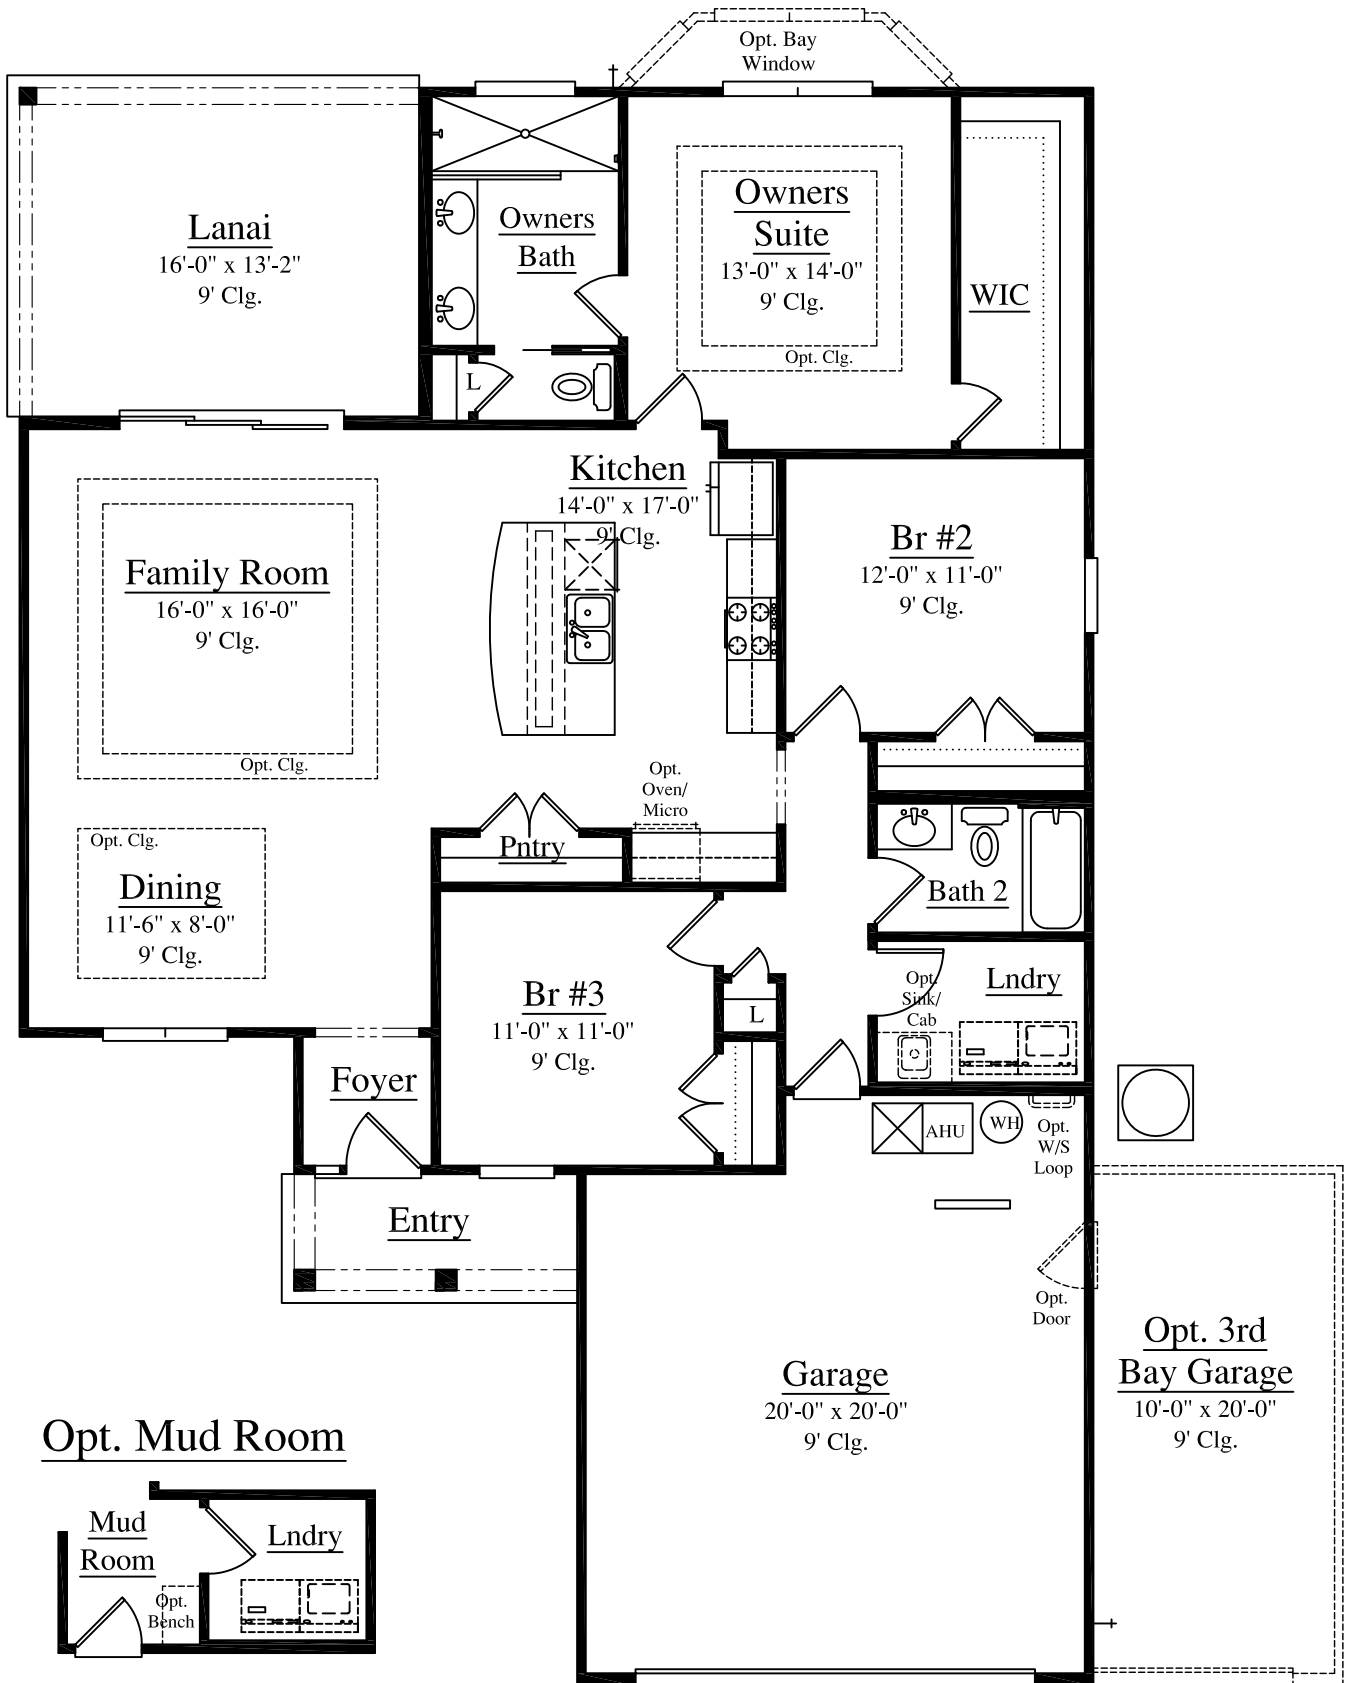 Opt. Bay
Window
Lanai
16'-0" x 13'-2"
9' Clg.
Owners
Bath
Owners
Suite
13'-0" x 14'-0"
9' Clg.
Opt. Clg.
WIC
L
Kitchen
14'-0" x 17'-0"
9' Clg.
Family Room
16'-0" x 16'-0"
9' Clg.
Opt. Clg.
Br #2
12'-0" x 11'-0"
9' Clg.
Opt.
Oven/
Micro
Pntry
Opt. Clg.
Dining
11'-6" x 8'-0"
9' Clg.
Bath 2
Br #3
11'-0" x 11'-0"
9' Clg.
L
Opt.
Sink/
Cab
Lndry
Foyer
AHU
WH
Opt.
W/S
Loop
Entry
Opt.
Door
Garage
20'-0" x 20'-0"
9' Clg.
Opt. 3rd
Bay Garage
10'-0" x 20'-0"
9' Clg.
Opt. Mud Room
Mud
Room
Lndry
Opt.
Bench